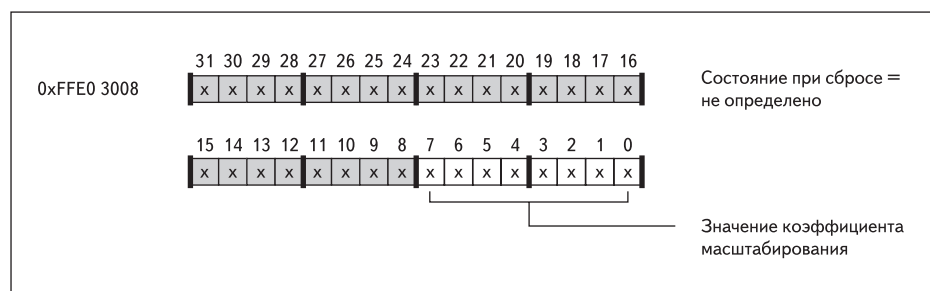 31 30 29 28 27 26 25 24 23 22 21 20 19 18 17 16
0xFFE0 3008
x x x x x x x x x x x x x x x x
Состояние при сбросе =
не определено
15 14 13 12 11 10 9 8 7 6 5 4 3 2 1 0
x x x x x x x x x x x x x x x x
Значение коэффициента
масштабирования